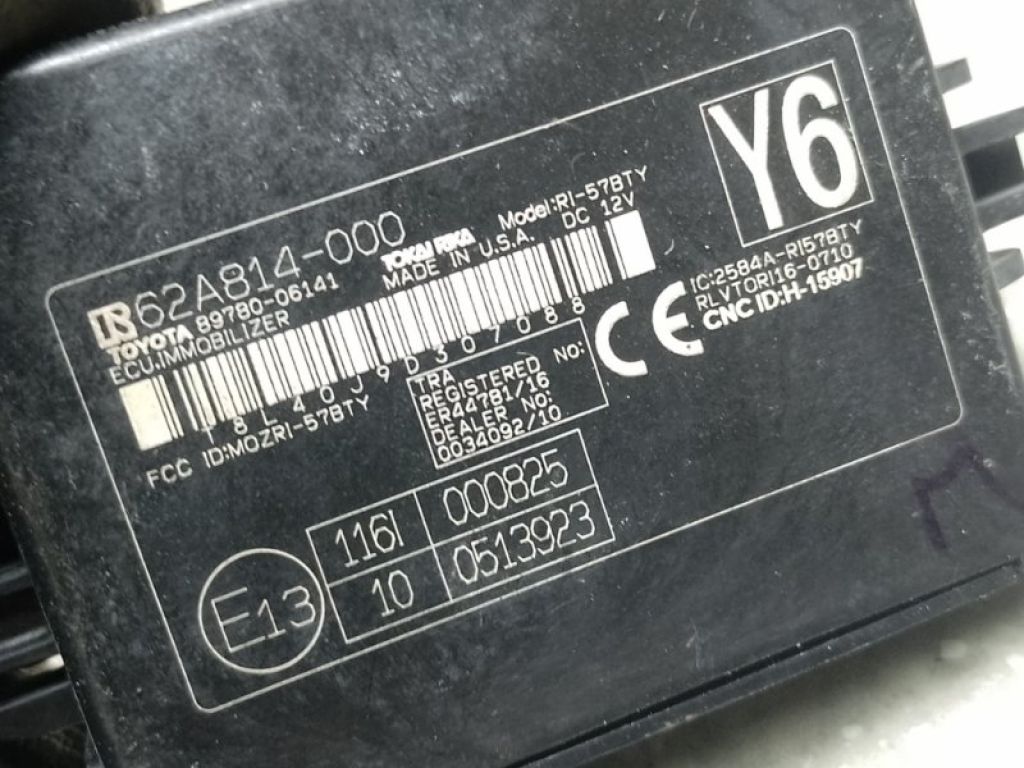 62A814-000
TOYOTA 89780-06141
ECU:IMMOBILIZER
TOKAI RIKA
MADE IN U.S.A.
Model:RI-57BTY
DC 12V
Y6
18L40J9D307088
FCC ID:MOZRI-57BTY
TRA
REGISTERED NO:
ER44781/16
DEALER NO:
0034092/10
CE
IC:2584A-RI57BTY
RLVTORI16-0710
CNC ID:H-15907
116I 000825
10 0513923
E13